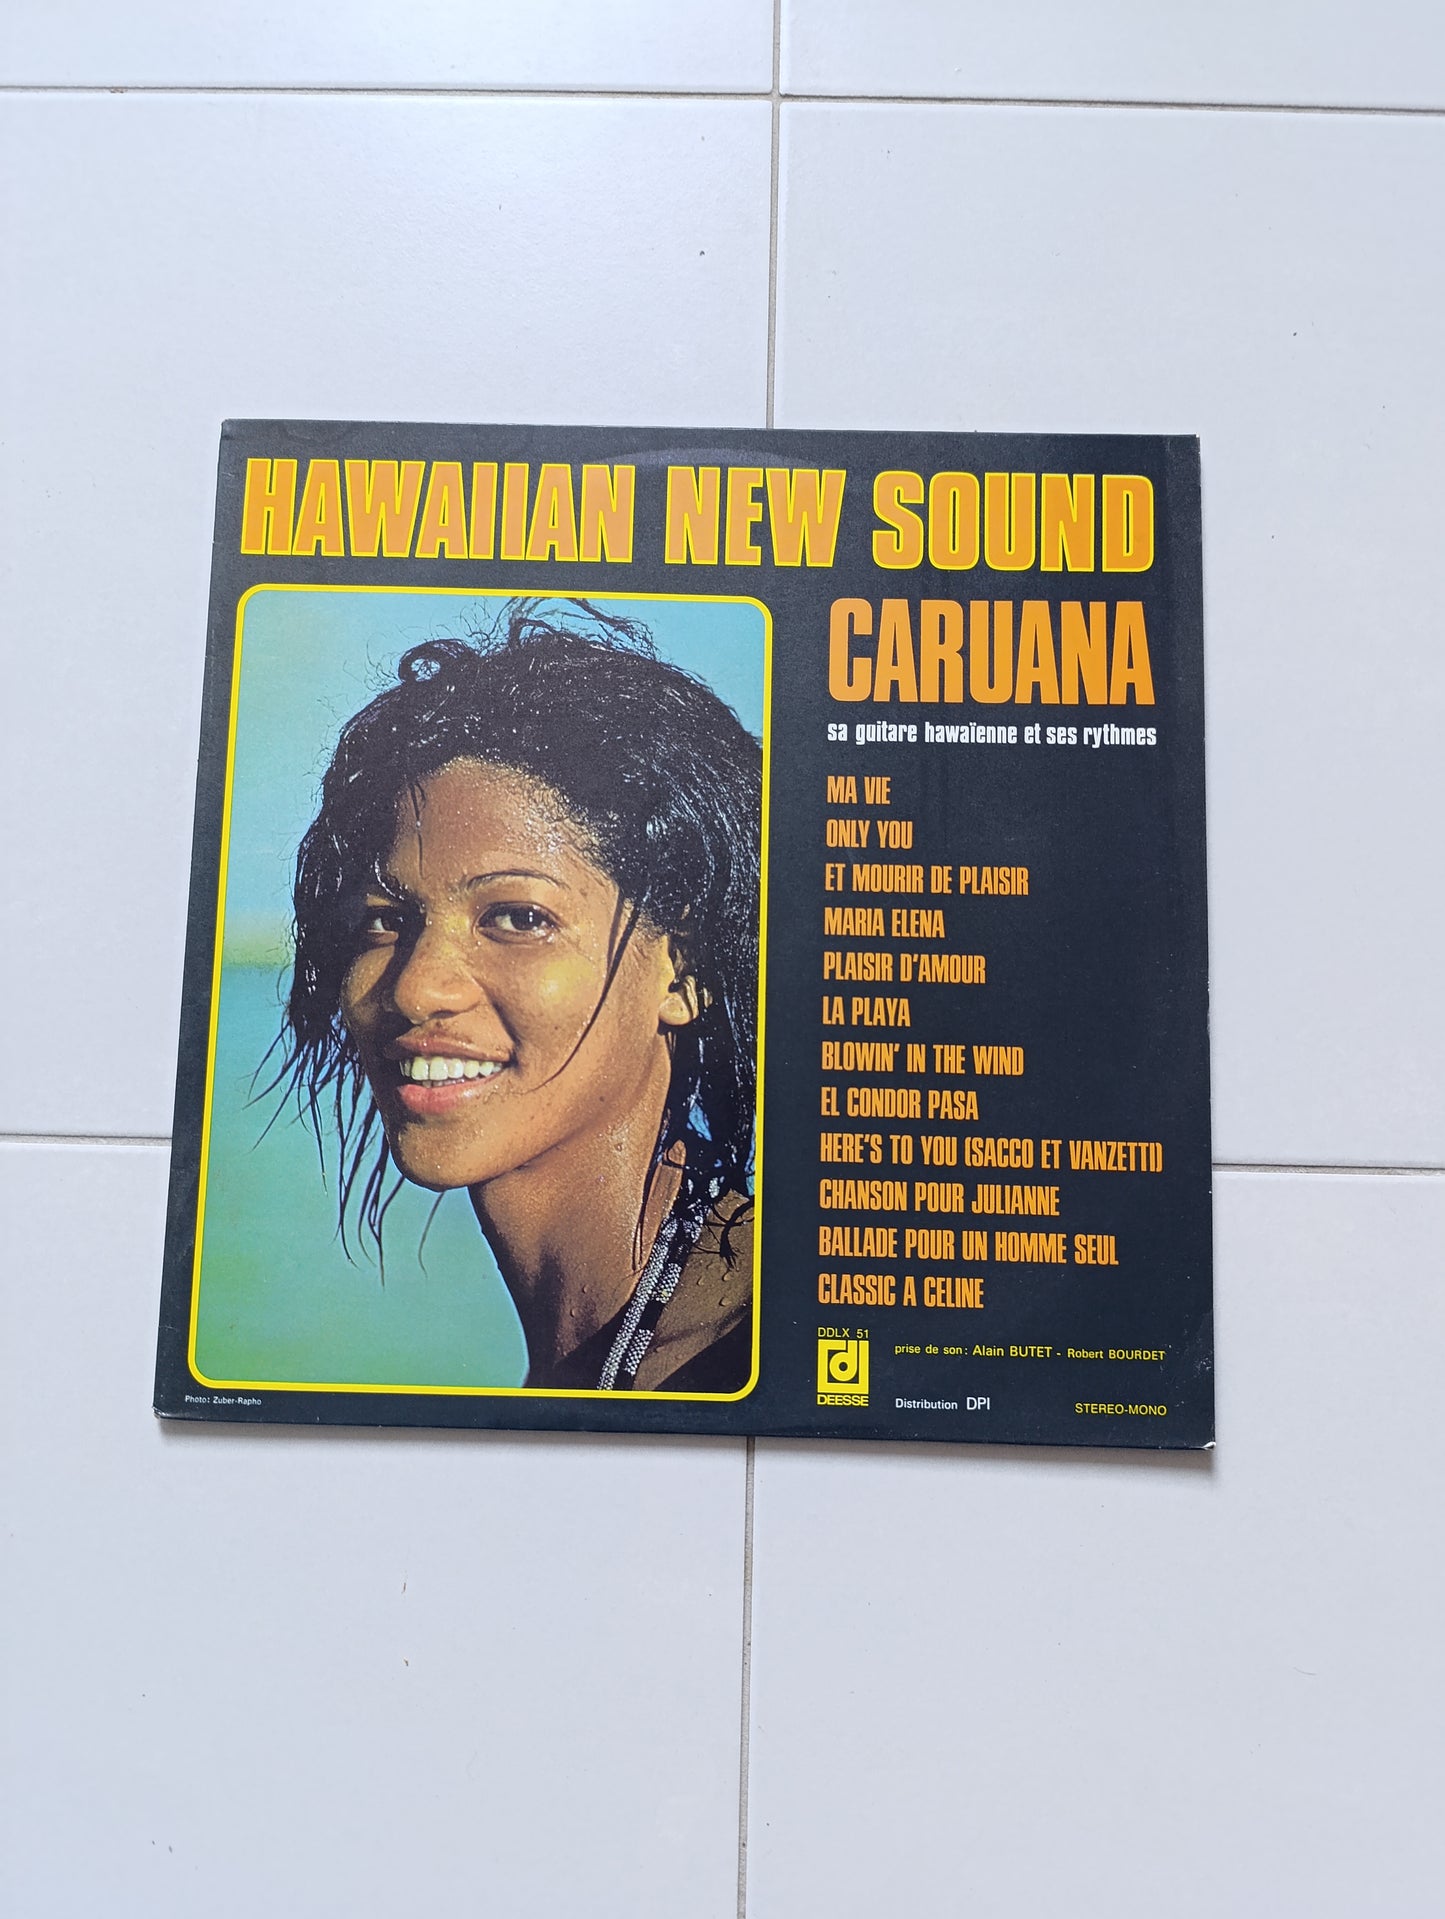 HAWAIIAN NEW SOUND
CARUANA
sa guitare hawaïenne et ses rythmes
MA VIE
ONLY YOU
ET MOURIR DE PLAISIR
MARIA ELENA
PLAISIR D'AMOUR
LA PLAYA
BLOWIN' IN THE WIND
EL CONDOR PASA
HERE'S TO YOU (SACCO ET VANZETTI)
CHANSON POUR JULIANNE
BALLADE POUR UN HOMME SEUL
CLASSIC A CELINE
DDLX 51
prise de son: Alain BUTET - Robert BOURDET
DEESSE
Distribution DPI
STEREO-MONO
Photo: Zuber-Rapho